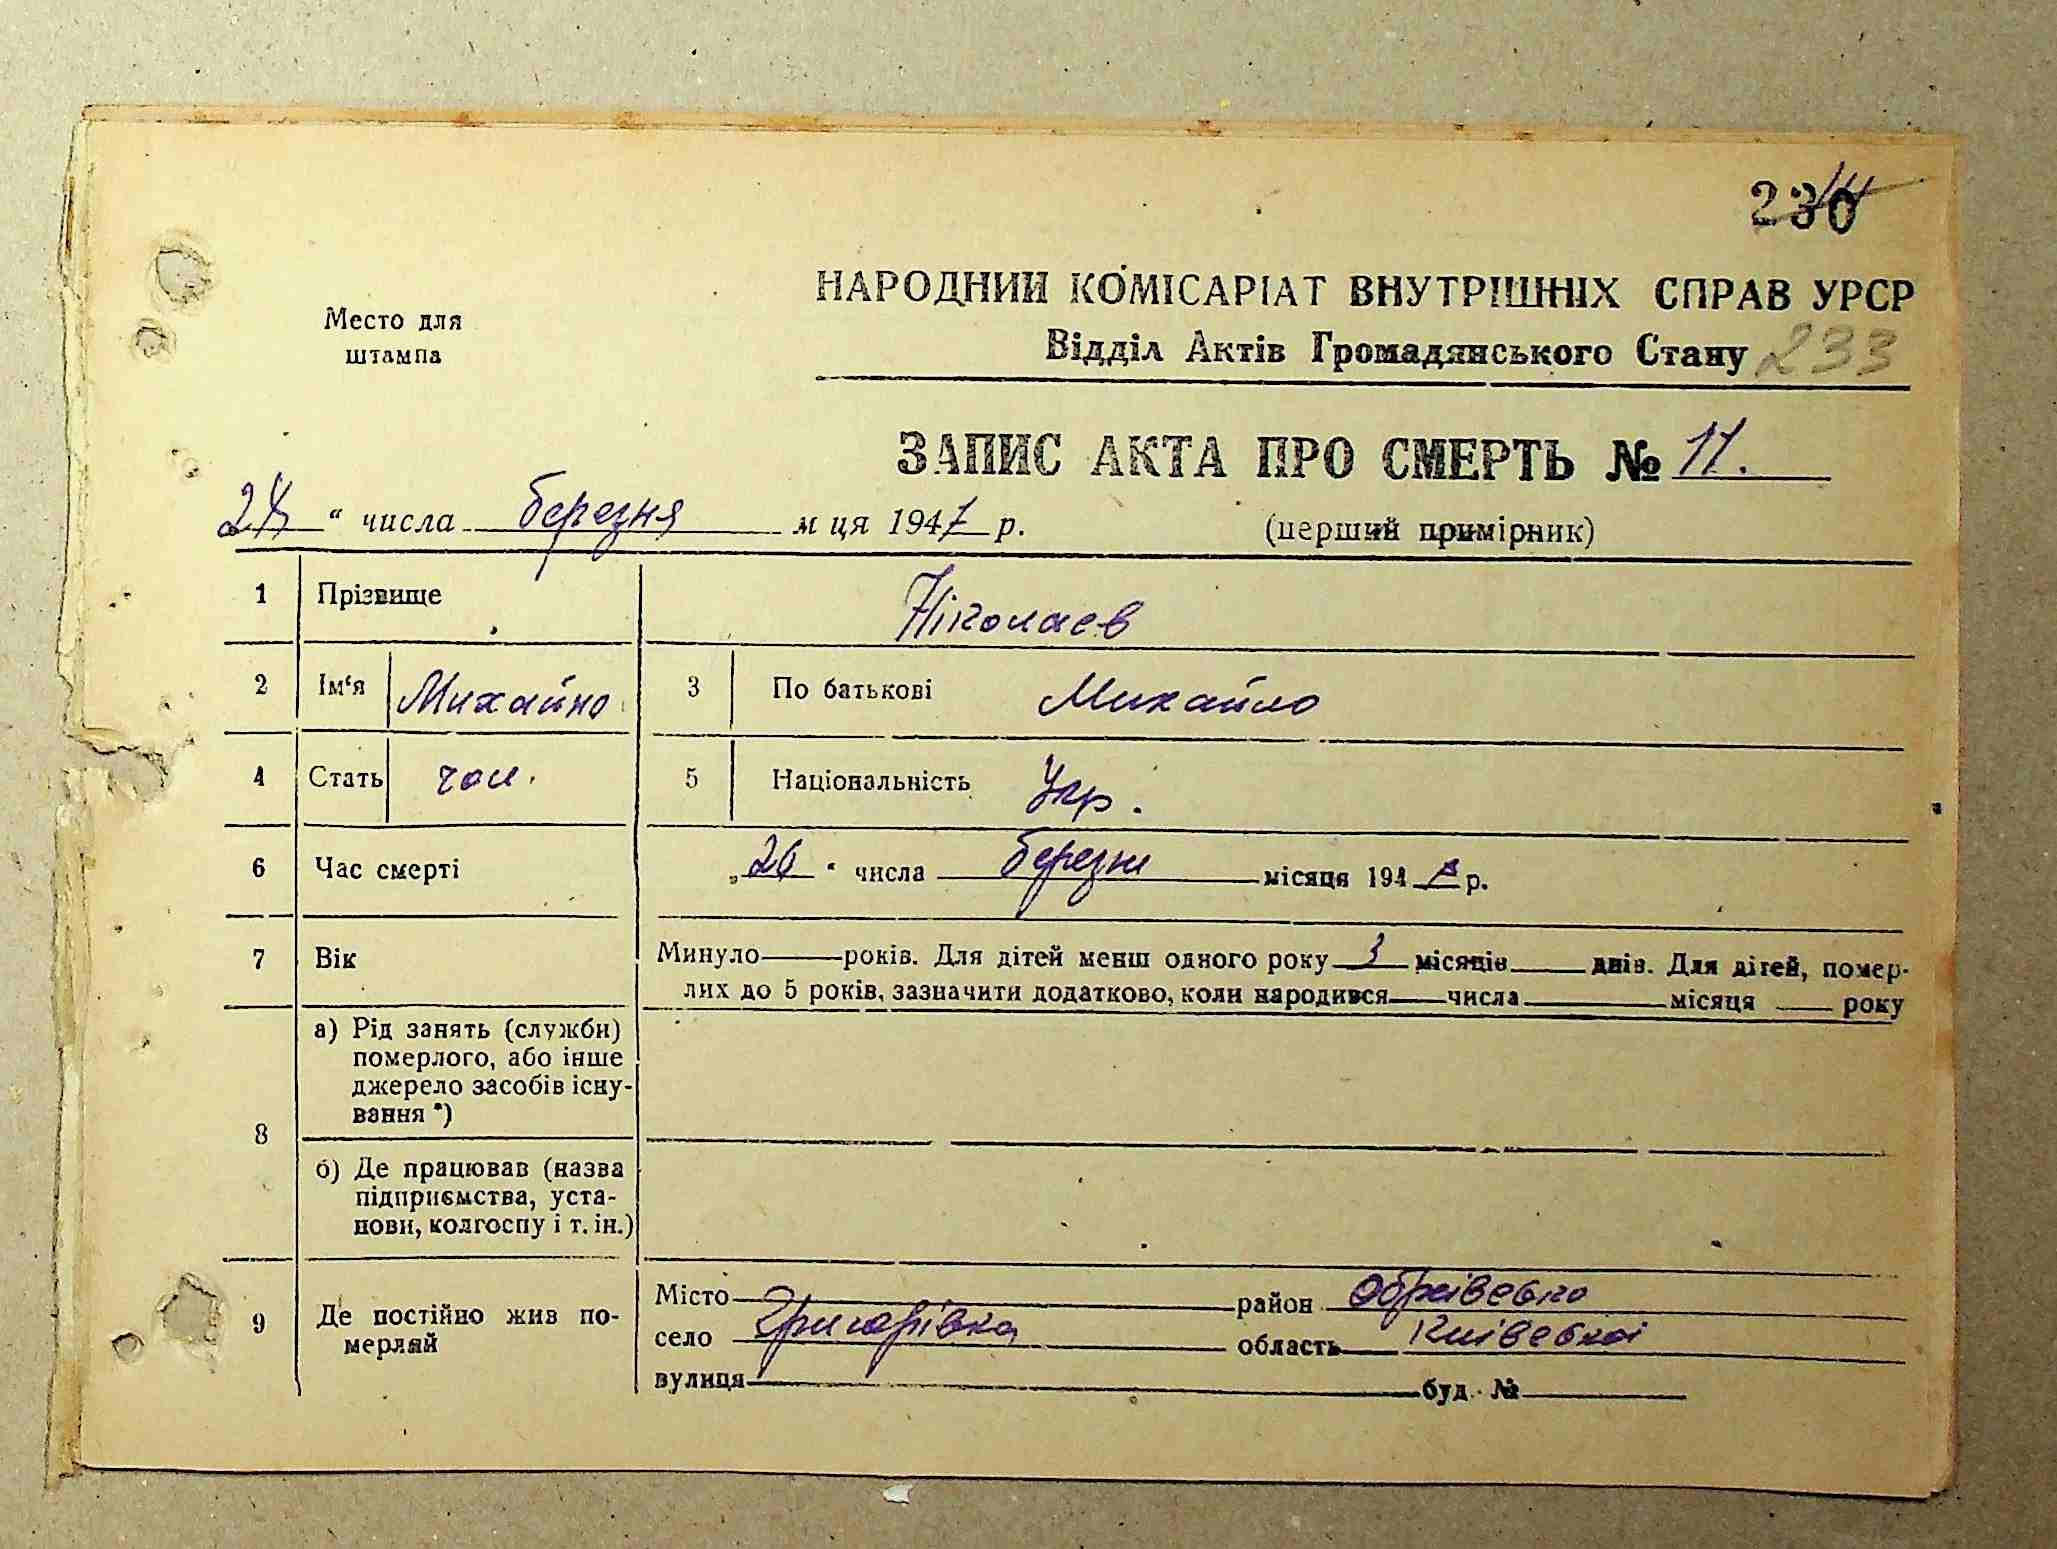 230
НАРОДНИЙ КОМІСАРІАТ ВНУТРІШНІХ СПРАВ УРСР
Место для
штампа
Відділ Актів Громадянського Стану 233
ЗАПИС АКТА ПРО СМЕРТЬ № 11.
“ числа березня м ця 1947 р.
(перший примірник)
1 Прізвище Ніколаєв
2 Ім‘я Михайло 3 По батькові Михайло
4 Стать чол. 5 Національність Укр.
6 Час смерті „26“ числа березня місяця 194 р.
7 Вік Минуло року років. Для дітей менш одного року 3 місяців днів. Для дітей, помер-
лих до 5 років, зазначити додатково, коли народився числа місяця року
8 а) Рід занять (служби)
померлого, або інше
джерело засобів існу-
вання *)
б) Де працював (назва
підприємства, уста-
нови, колгоспу і т. ін.)
9 Де постійно жив по-
мерлий
Місто район
село Григорівка область Київської
вулиця буд. №